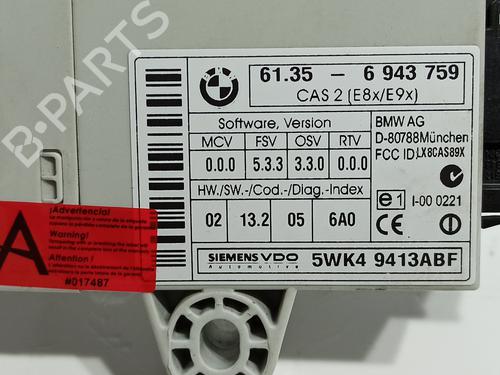 B-PARTS
61.35 - 6 943 759
CAS 2 (E8x/E9x)
Software, Version
MCV FSV OSV RTV
0.0.0 5.3.3 3.3.0 0.0.0
HW./SW.-/Cod.-/Diag.-Index
02 13.2 05 6A0
BMW AG
D-80788München
FCC ID:LX8CAS89X
e1 I-00 0221
CE
SIEMENS VDO
Automotive
5WK4 9413ABF
A
¡Advertencia!
Warning!
Attention !
#017487